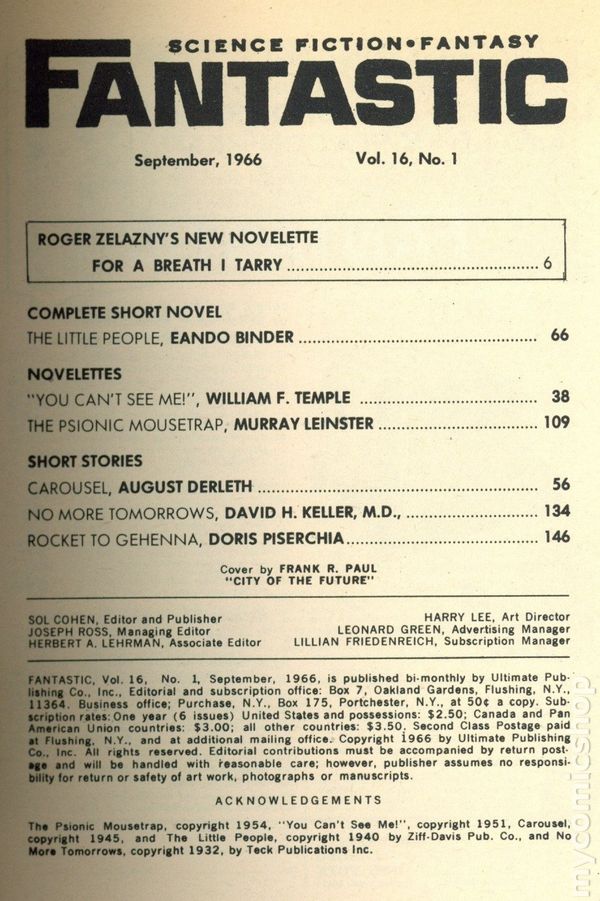 SCIENCE FICTION•FANTASY
FANTASTIC
September, 1966 Vol. 16, No. 1
ROGER ZELAZNY'S NEW NOVELETTE
FOR A BREATH I TARRY ........................................................ 6
COMPLETE SHORT NOVEL
THE LITTLE PEOPLE, EANDO BINDER ................................................ 66
NOVELETTES
"YOU CAN'T SEE ME!", WILLIAM F. TEMPLE .................................... 38
THE PSIONIC MOUSETRAP, MURRAY LEINSTER ................................ 109
SHORT STORIES
CAROUSEL, AUGUST DERLETH ........................................................ 56
NO MORE TOMORROWS, DAVID H. KELLER, M.D., ........................... 134
ROCKET TO GEHENNA, DORIS PISERCHIA...................................... 146
Cover by FRANK R. PAUL
"CITY OF THE FUTURE"
SOL COHEN, Editor and Publisher HARRY LEE, Art Director
JOSEPH ROSS, Managing Editor LEONARD GREEN, Advertising Manager
HERBERT A. LEHRMAN, Associate Editor LILLIAN FRIEDENREICH, Subscription Manager
FANTASTIC, Vol. 16, No. 1, September, 1966, is published bi-monthly by Ultimate Pub-
lishing Co., Inc., Editorial and subscription office: Box 7, Oakland Gardens, Flushing, N.Y.,
11364. Business office; Purchase, N.Y., Box 175, Portchester, N.Y., at 50¢ a copy. Sub-
scription rates: One year (6 issues) United States and possessions: $2.50; Canada and Pan
American Union countries: $3.00; all other countries: $3.50. Second Class Postage paid
at Flushing, N.Y., and at additional mailing office. Copyright 1966 by Ultimate Publishing
Co., Inc. All rights reserved. Editorial contributions must be accompanied by return post-
age and will be handled with reasonable care; however, publisher assumes no responsi-
bility for return or safety of art work, photographs or manuscripts.
ACKNOWLEDGEMENTS
The Psionic Mousetrap, copyright 1954, "You Can't See Me!", copyright 1951, Carousel,
copyright 1945, and The Little People, copyright 1940 by Ziff-Davis Pub. Co., and No
More Tomorrows, copyright 1932, by Teck Publications Inc.
mycomicshop